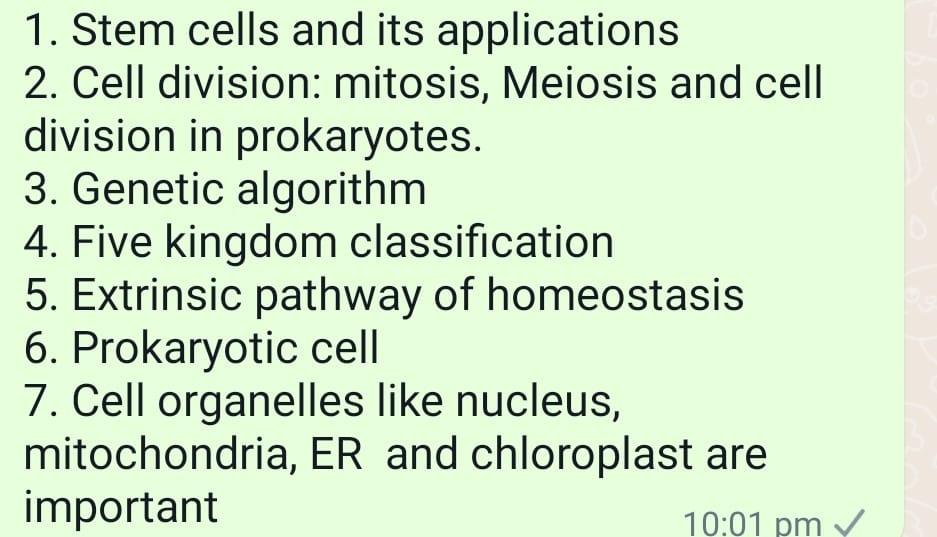 1. Stem cells and its applications
2. Cell division: mitosis, Meiosis and cell
division in prokaryotes.
3. Genetic algorithm
4. Five kingdom classification
5. Extrinsic pathway of homeostasis
6. Prokaryotic cell
7. Cell organelles like nucleus,
mitochondria, ER  and chloroplast are
important
10:01 pm